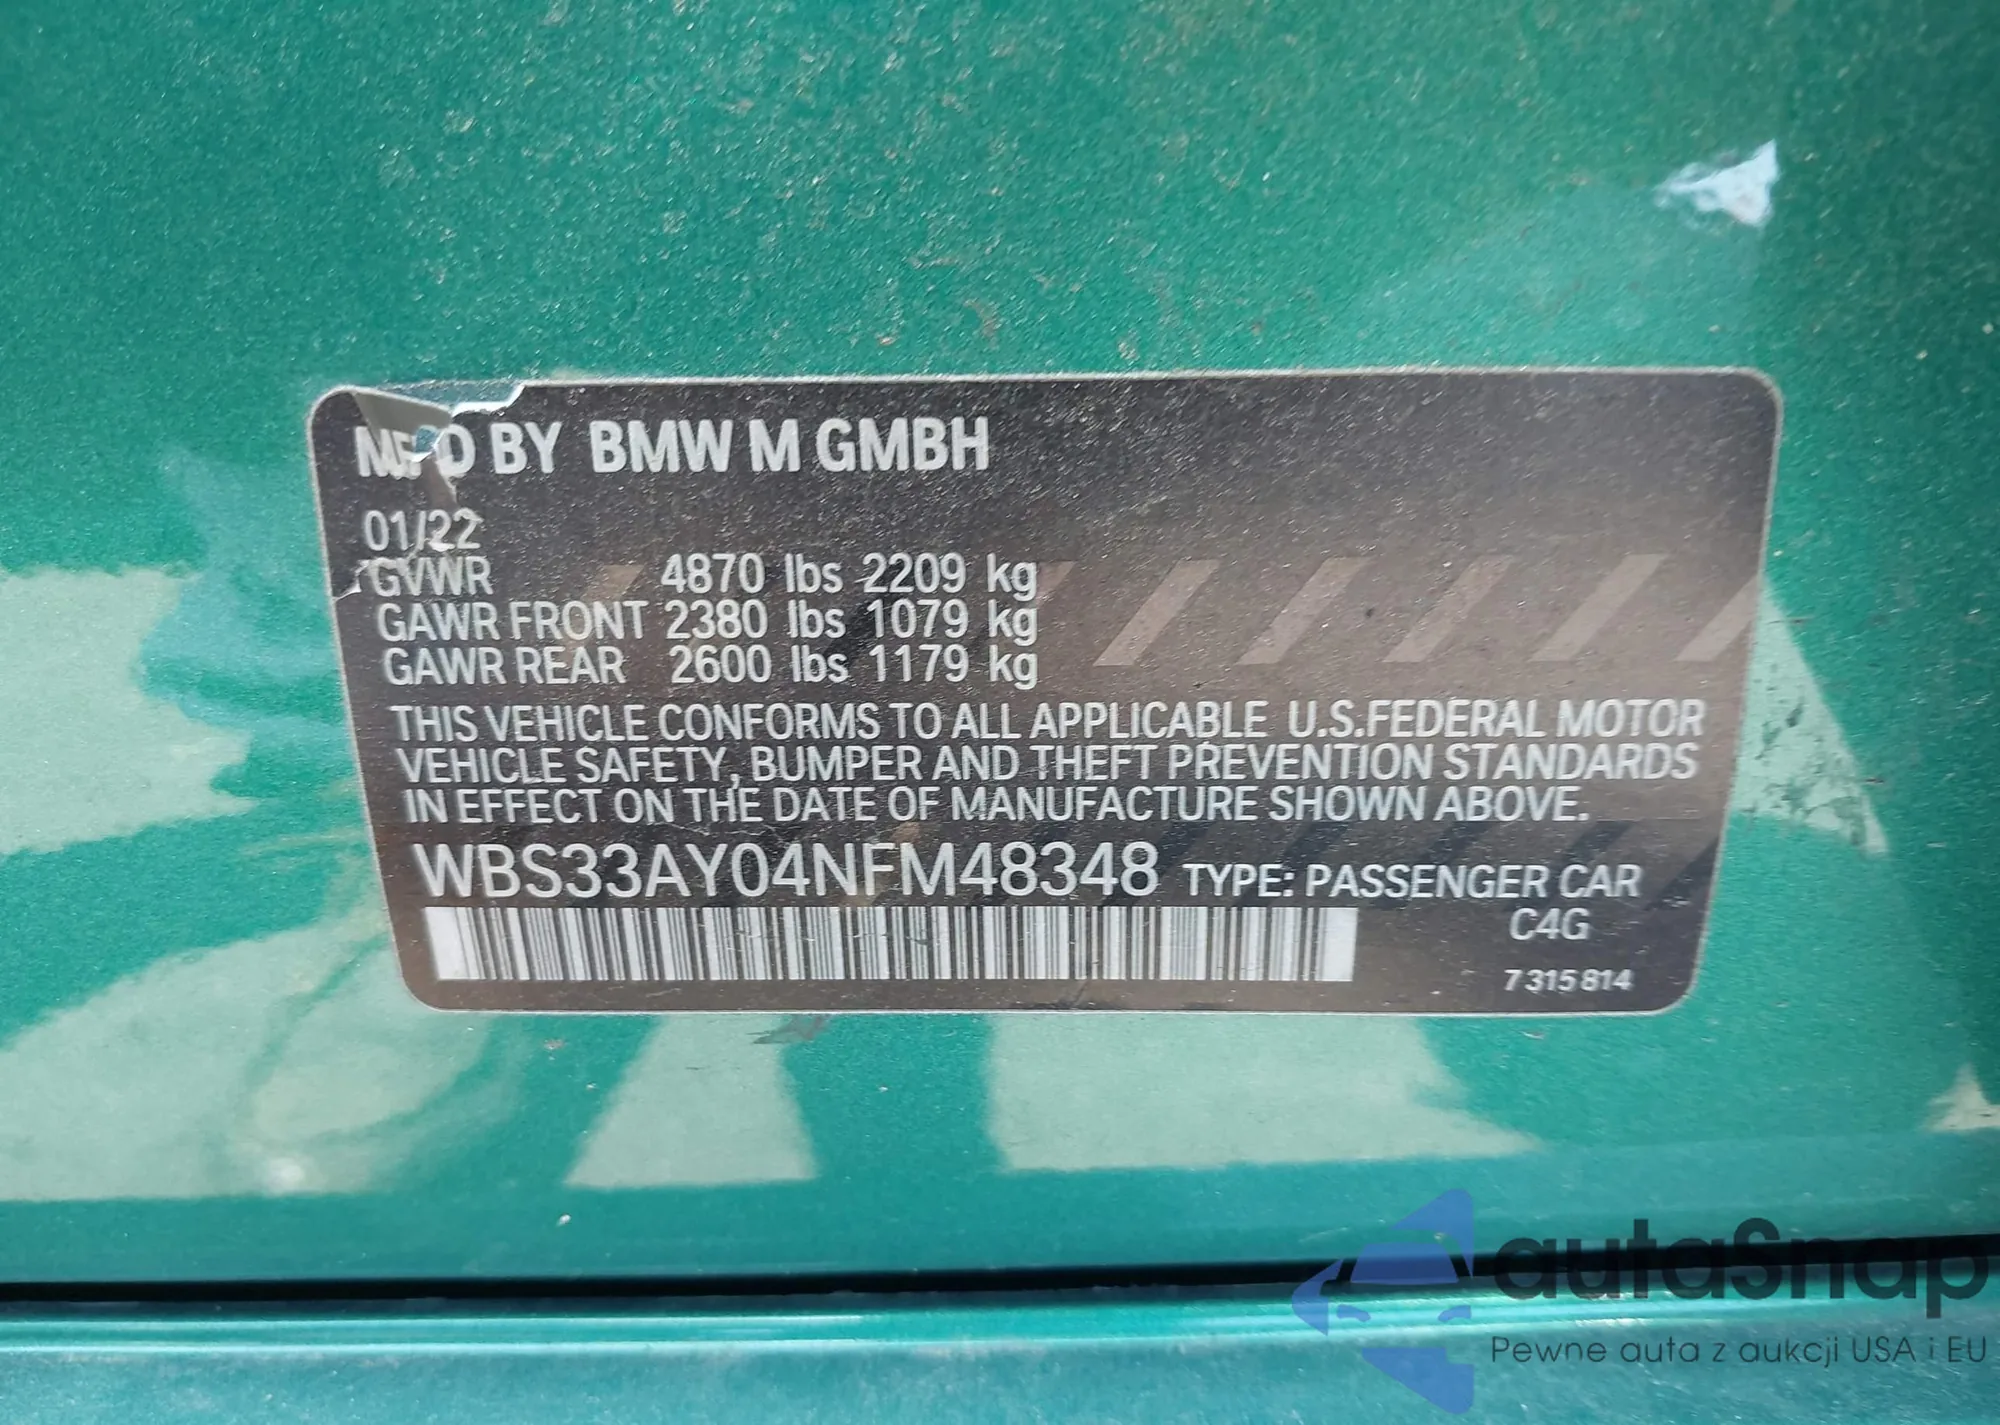 MFD BY BMW M GMBH
01/22
GVWR 4870 lbs 2209 kg
GAWR FRONT 2380 lbs 1079 kg
GAWR REAR 2600 lbs 1179 kg
THIS VEHICLE CONFORMS TO ALL APPLICABLE U.S.FEDERAL MOTOR
VEHICLE SAFETY, BUMPER AND THEFT PREVENTION STANDARDS
IN EFFECT ON THE DATE OF MANUFACTURE SHOWN ABOVE.
WBS33AY04NFM48348 TYPE: PASSENGER CAR
C4G
7 315 814
autoSnap
Pewne auta z aukcji USA i EU